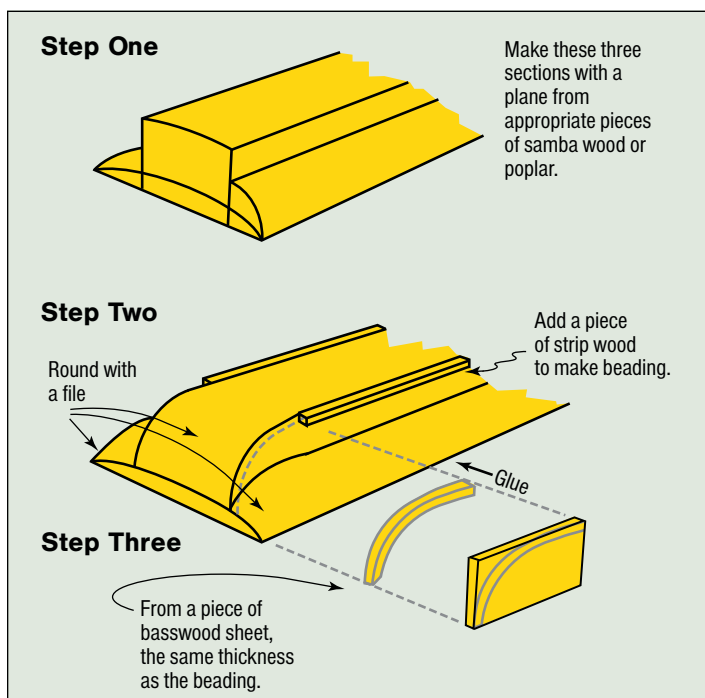 Step One
Make these three
sections with a
plane from
appropriate pieces
of samba wood or
poplar.
Step Two
Round with
a file
Add a piece
of strip wood
to make beading.
Glue
Step Three
From a piece of
basswood sheet,
the same thickness
as the beading.